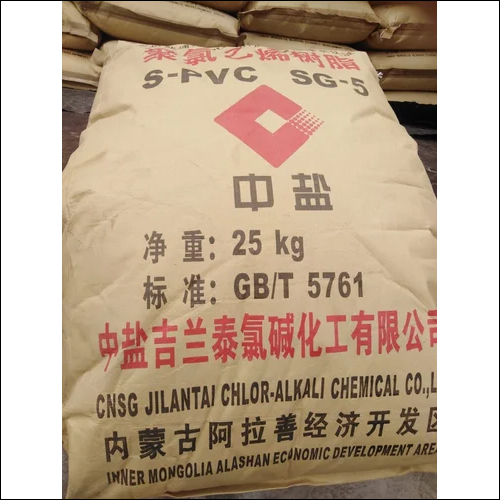 聚氯乙烯树脂
S-PVC SG-5
中盐
净重：25 kg
标准：GB/T 5761
中盐吉兰泰氯碱化工有限公司
CNSG JILANTAI CHLOR-ALKALI CHEMICAL CO.,L
内蒙古阿拉善经济开发区
INNER MONGOLIA ALASHAN ECONOMIC DEVELOPMENT AREA